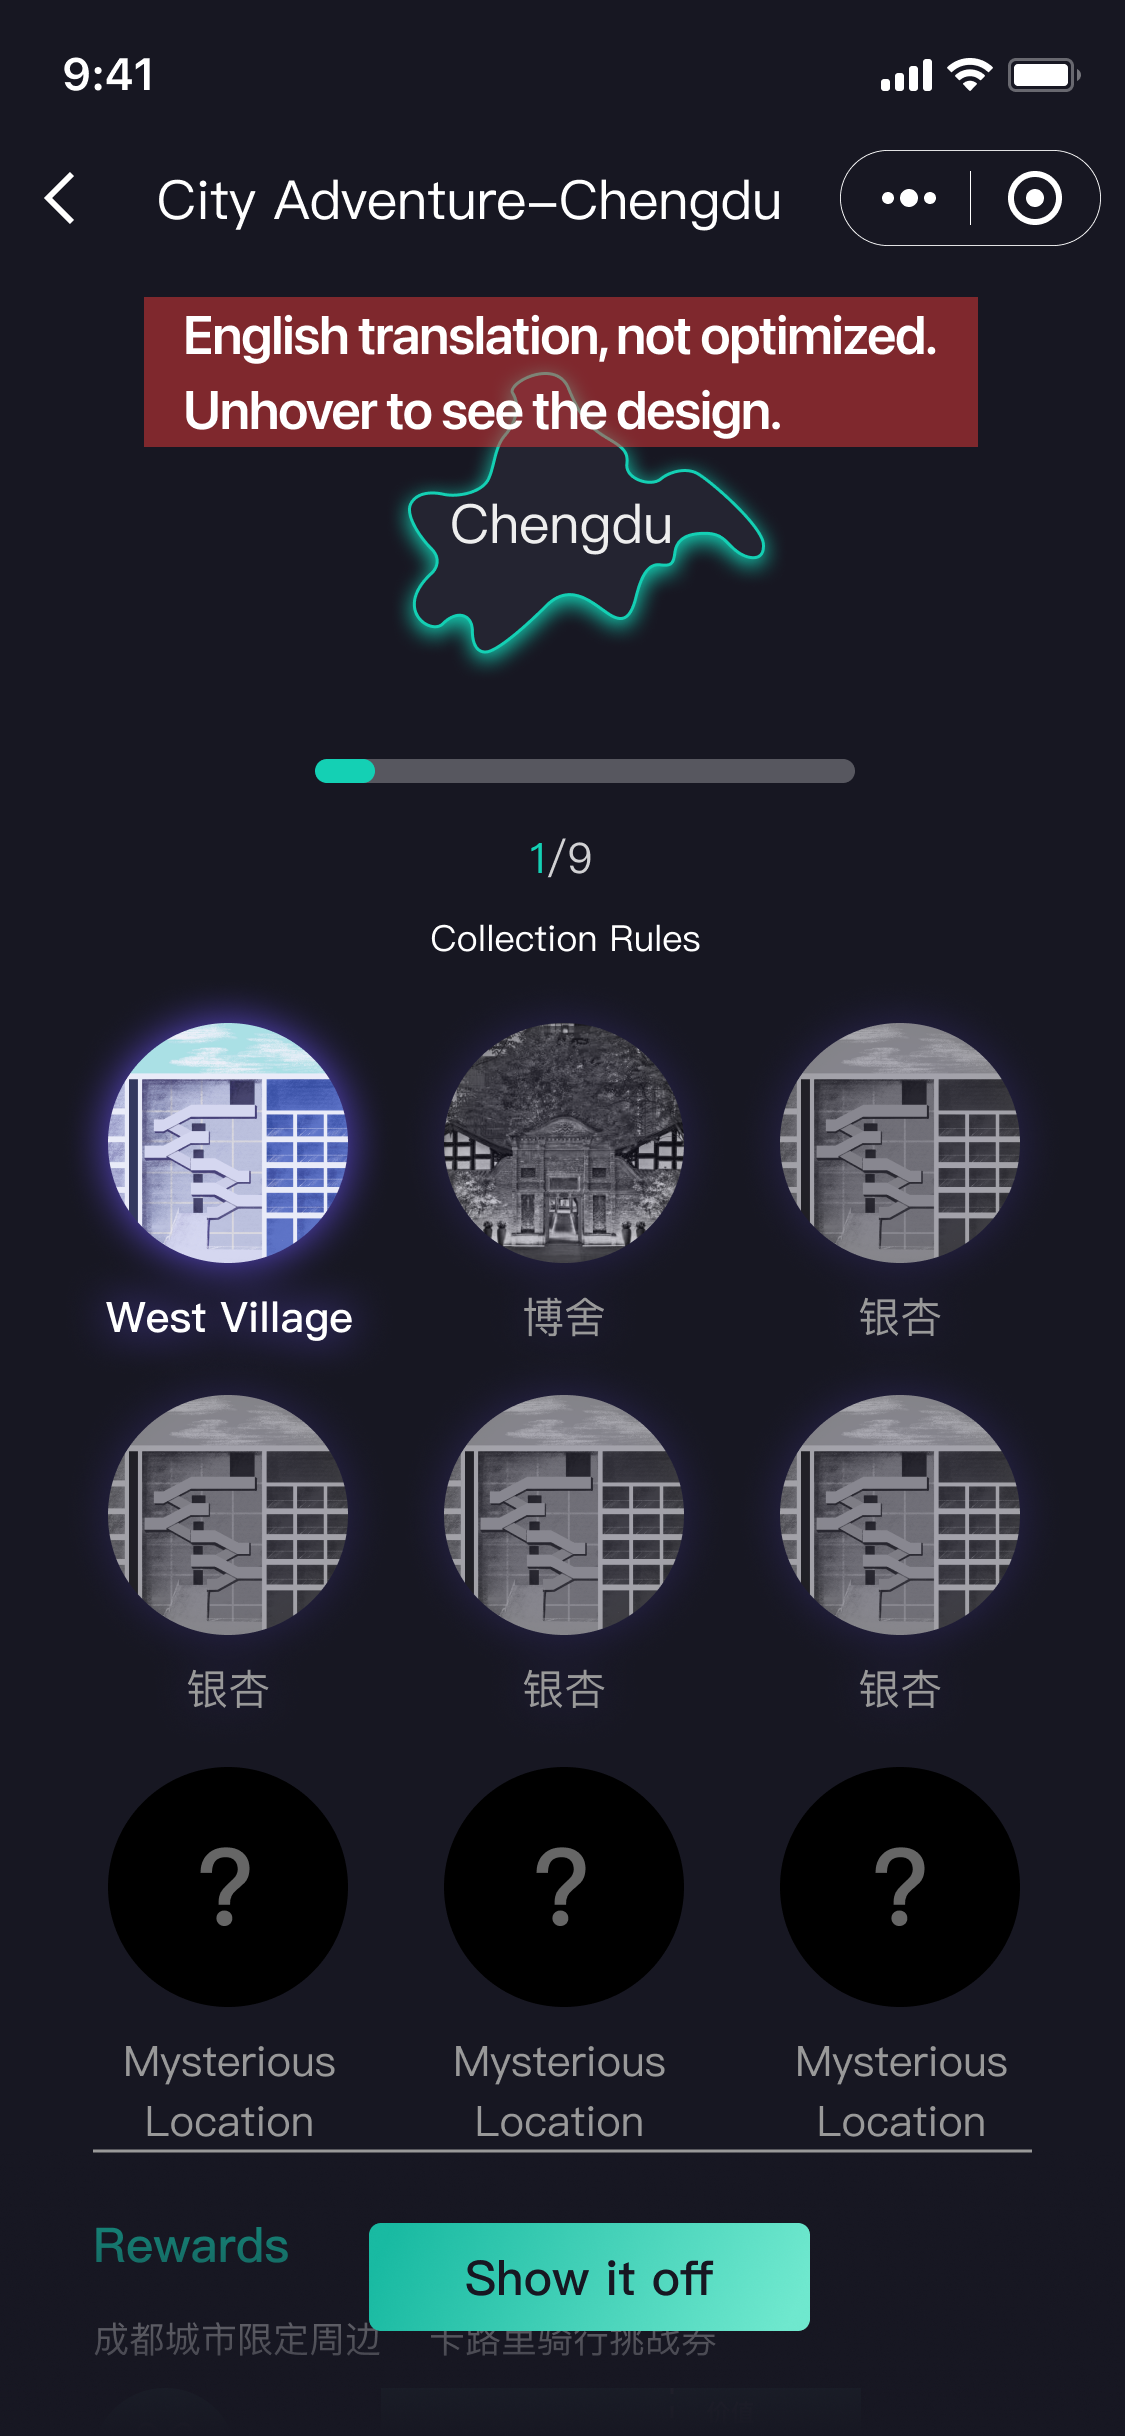 9:41
City Adventure–Chengdu
English translation, not optimized.
Unhover to see the design.
Chengdu
1/9
Collection Rules
West Village
博舍
银杏
银杏
银杏
银杏
?
?
?
Mysterious Location
Mysterious Location
Mysterious Location
Rewards
Show it off
成都城市限定周边
卡路里骑行挑战券